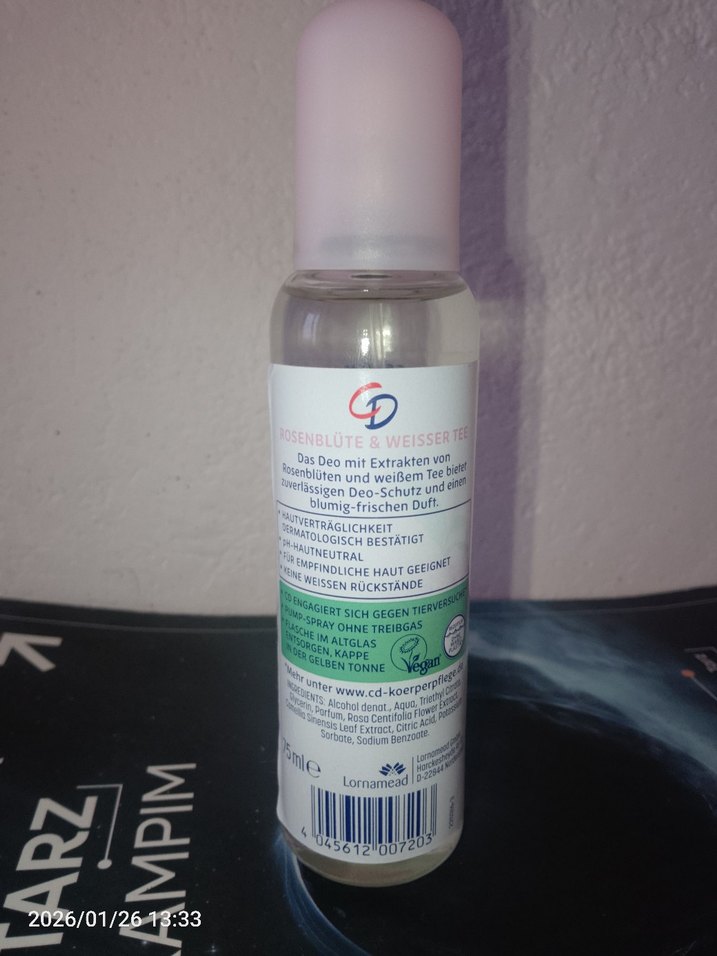 CD
ROSENBLÜTE & WEISSER TEE
Das Deo mit Extrakten von
Rosenblüten und weißem Tee bietet
zuverlässigen Deo-Schutz und einen
blumig-frischen Duft.
• HAUTVERTRÄGLICHKEIT
DERMATOLOGISCH BESTÄTIGT
• pH-HAUTNEUTRAL
• FÜR EMPFINDLICHE HAUT GEEIGNET
• KEINE WEISSEN RÜCKSTÄNDE
• CD ENGAGIERT SICH GEGEN TIERVERSUCHE*
• PUMP-SPRAY OHNE TREIBGAS
• FLASCHE IM ALTGLAS
ENTSORGEN, KAPPE
IN DER GELBEN TONNE
Vegan
*Mehr unter www.cd-koerperpflege.de
INGREDIENTS: Alcohol denat., Aqua, Triethyl Citrate,
Glycerin, Parfum, Rosa Centifolia Flower Extract,
Camellia Sinensis Leaf Extract, Citric Acid, Potassium
Sorbate, Sodium Benzoate.
75 ml e
Lornamead
Lornamead
D-22844
4 045612 007203
TARZ
AMPIM
2026/01/26 13:33